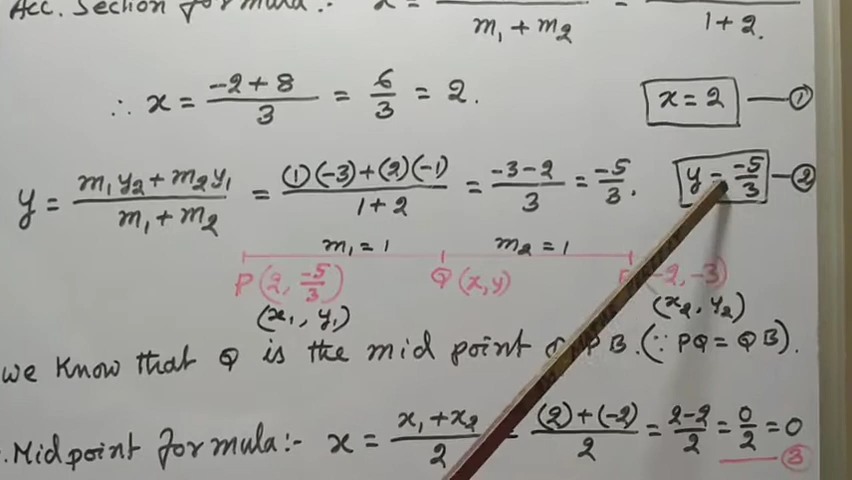 Acc. Section formula:- x = m₁ + m₂ = 1 + 2.
∴ x = (-2 + 8)/3 = 6/3 = 2. x = 2 — ①
y = (m₁y₂ + m₂y₁)/(m₁ + m₂) = ((1)(-3) + (2)(-1))/(1 + 2) = (-3 - 2)/3 = -5/3. y = -5/3 — ②
m₁ = 1 m₂ = 1
P(2, -5/3) Q(x, y) (-2, -3)
(x₁, y₁) (x₂, y₂)
we know that Q is the mid point PB. (∵ PQ = QB).
Midpoint formula:- x = (x₁ + x₂)/2 = ((2) + (-2))/2 = (2 - 2)/2 = 0/2 = 0 — ③